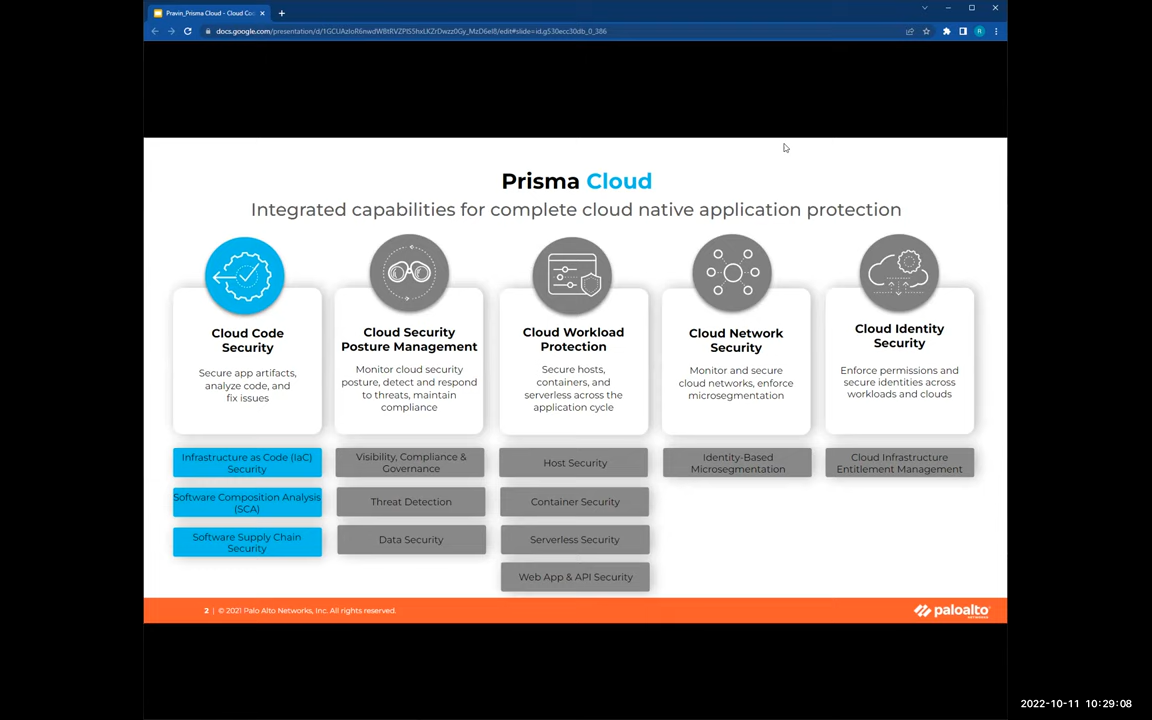 Pravin_Prisma Cloud - Cloud Co
docs.google.com/presentation/d/1GCUAzloR6nwdW8tRVZPlS5hxLKZrDwzz0Gy_MzD6eI8/edit#slide=id.g530ecc30db_0_386
R
Prisma Cloud
Integrated capabilities for complete cloud native application protection
Cloud Code
Security
Secure app artifacts,
analyze code, and
fix issues
Infrastructure as Code (IaC)
Security
Software Composition Analysis
(SCA)
Software Supply Chain
Security
Cloud Security
Posture Management
Monitor cloud security
posture, detect and respond
to threats, maintain
compliance
Visibility, Compliance &
Governance
Threat Detection
Data Security
Cloud Workload
Protection
Secure hosts,
containers, and
serverless across the
application cycle
Host Security
Container Security
Serverless Security
Web App & API Security
Cloud Network
Security
Monitor and secure
cloud networks, enforce
microsegmentation
Identity-Based
Microsegmentation
Cloud Identity
Security
Enforce permissions and
secure identities across
workloads and clouds
Cloud Infrastructure
Entitlement Management
2 | © 2021 Palo Alto Networks, Inc. All rights reserved.
paloalto
NETWORKS
2022-10-11 10:29:08